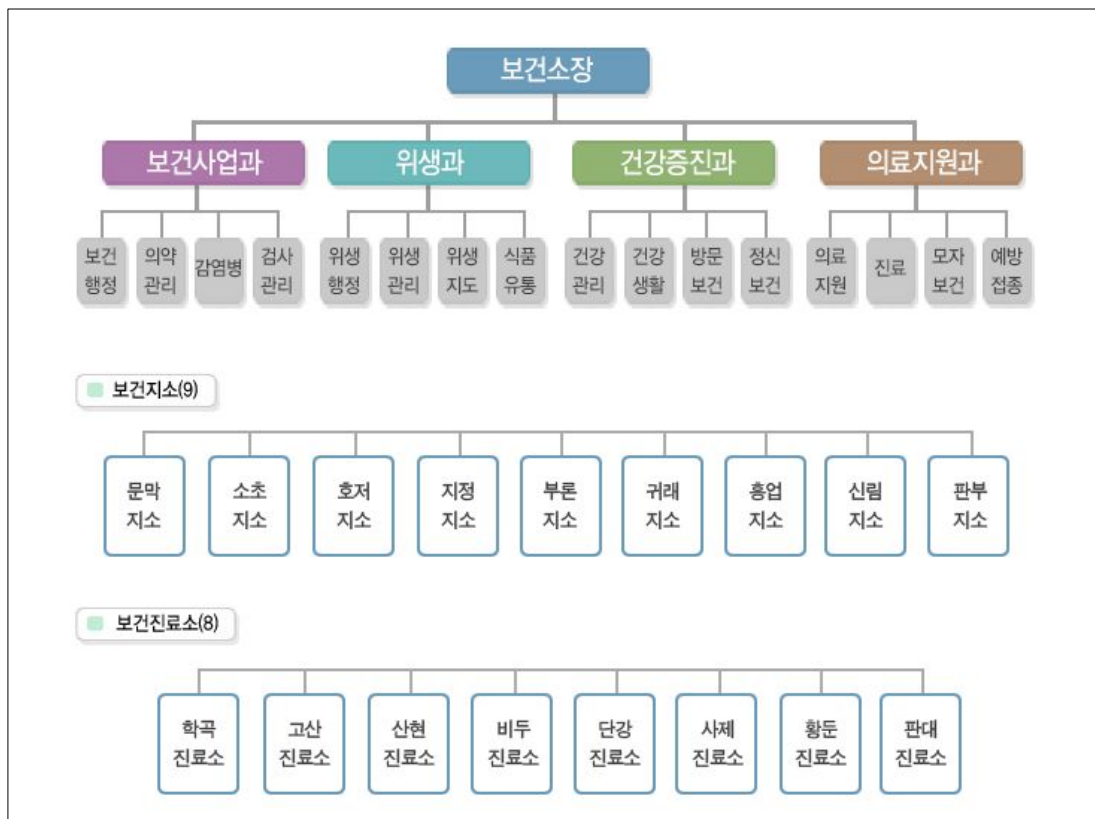 보건소장
보건사업과
위생과
건강증진과
의료지원과
보건
행정
의약
관리
감염병
검사
관리
위생
행정
위생
관리
위생
지도
식품
유통
건강
관리
건강
생활
방문
보건
정신
보건
의료
지원
진료
모자
보건
예방
접종
보건지소(9)
문막
지소
소초
지소
호저
지소
지정
지소
부론
지소
귀래
지소
흥업
지소
신림
지소
판부
지소
보건진료소(8)
학곡
진료소
고산
진료소
산현
진료소
비두
진료소
단강
진료소
사제
진료소
황둔
진료소
판대
진료소